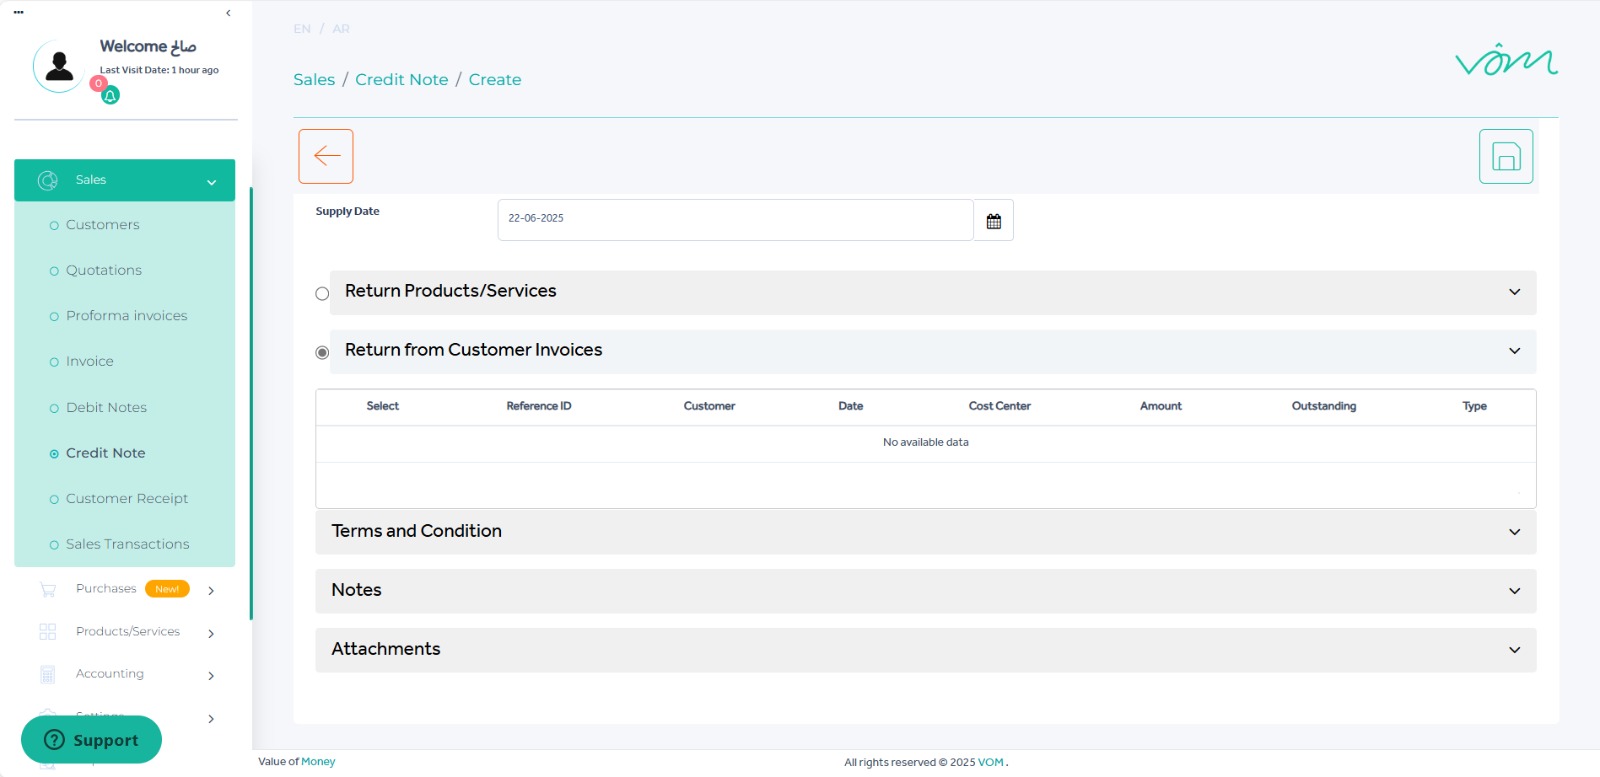 EN / AR
Welcome صالح
Last Visit Date: 1 hour ago
0
vôm
Sales / Credit Note / Create
Sales
Customers
Quotations
Proforma invoices
Invoice
Debit Notes
Credit Note
Customer Receipt
Sales Transactions
Purchases New!
Products/Services
Accounting
Settings
Support
Supply Date
22-06-2025
Return Products/Services
Return from Customer Invoices
Select Reference ID Customer Date Cost Center Amount Outstanding Type
No available data
Terms and Condition
Notes
Attachments
Value of Money
All rights reserved © 2025 VOM .